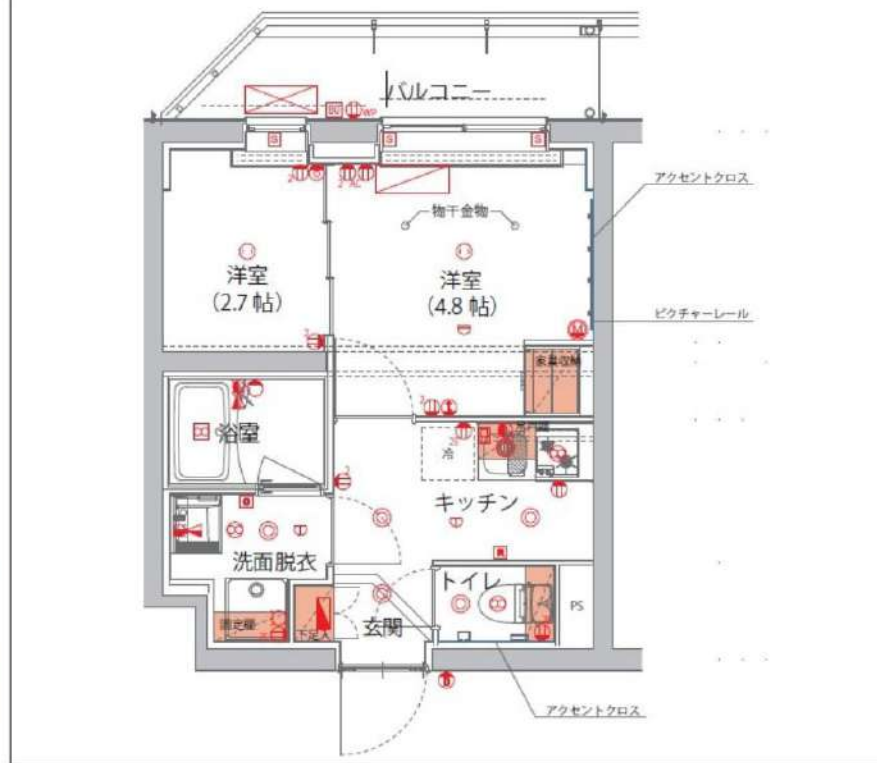 バルコニー
アクセントクロス
物干金物
洋室
(2.7 帖)
洋室
(4.8 帖)
ピクチャーレール
家具収納
浴室
冷
キッチン
洗面脱衣
トイレ
PS
固定棚
下足入
玄関
アクセントクロス